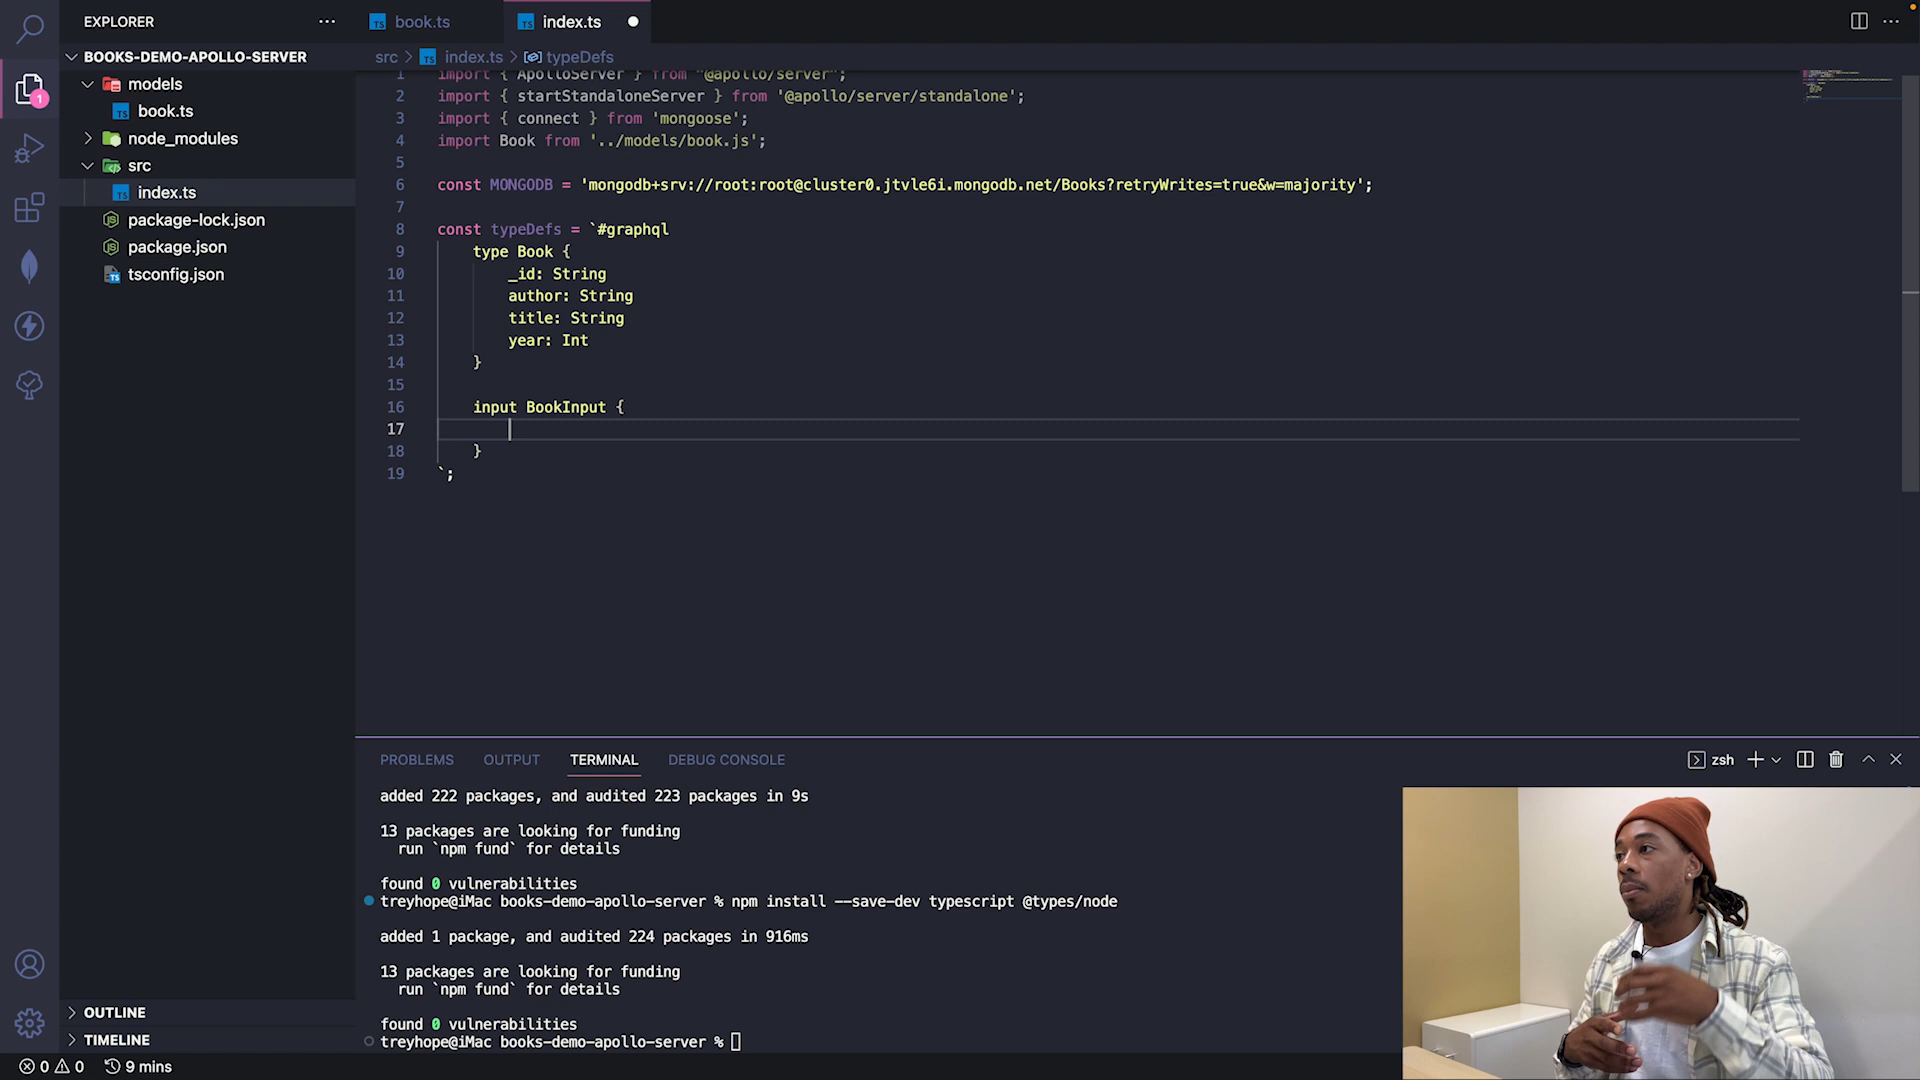 EXPLORER
BOOKS-DEMO-APOLLO-SERVER
models
book.ts
node_modules
src
index.ts
package-lock.json
package.json
tsconfig.json
OUTLINE
TIMELINE
1
book.ts
index.ts
src > index.ts > typeDefs
1 import { ApolloServer } from "@apollo/server";
2 import { startStandaloneServer } from '@apollo/server/standalone';
3 import { connect } from 'mongoose';
4 import Book from '../models/book.js';
5
6 const MONGODB = 'mongodb+srv://root:root@cluster0.jtvle6i.mongodb.net/Books?retryWrites=true&w=majority';
7
8 const typeDefs = `#graphql
9 type Book {
10 _id: String
11 author: String
12 title: String
13 year: Int
14 }
15
16 input BookInput {
17
18 }
19 `;
PROBLEMS OUTPUT TERMINAL DEBUG CONSOLE
zsh
added 222 packages, and audited 223 packages in 9s
13 packages are looking for funding
run `npm fund` for details
found 0 vulnerabilities
treyhope@iMac books-demo-apollo-server % npm install --save-dev typescript @types/node
added 1 package, and audited 224 packages in 916ms
13 packages are looking for funding
run `npm fund` for details
found 0 vulnerabilities
treyhope@iMac books-demo-apollo-server %
0 0 9 mins